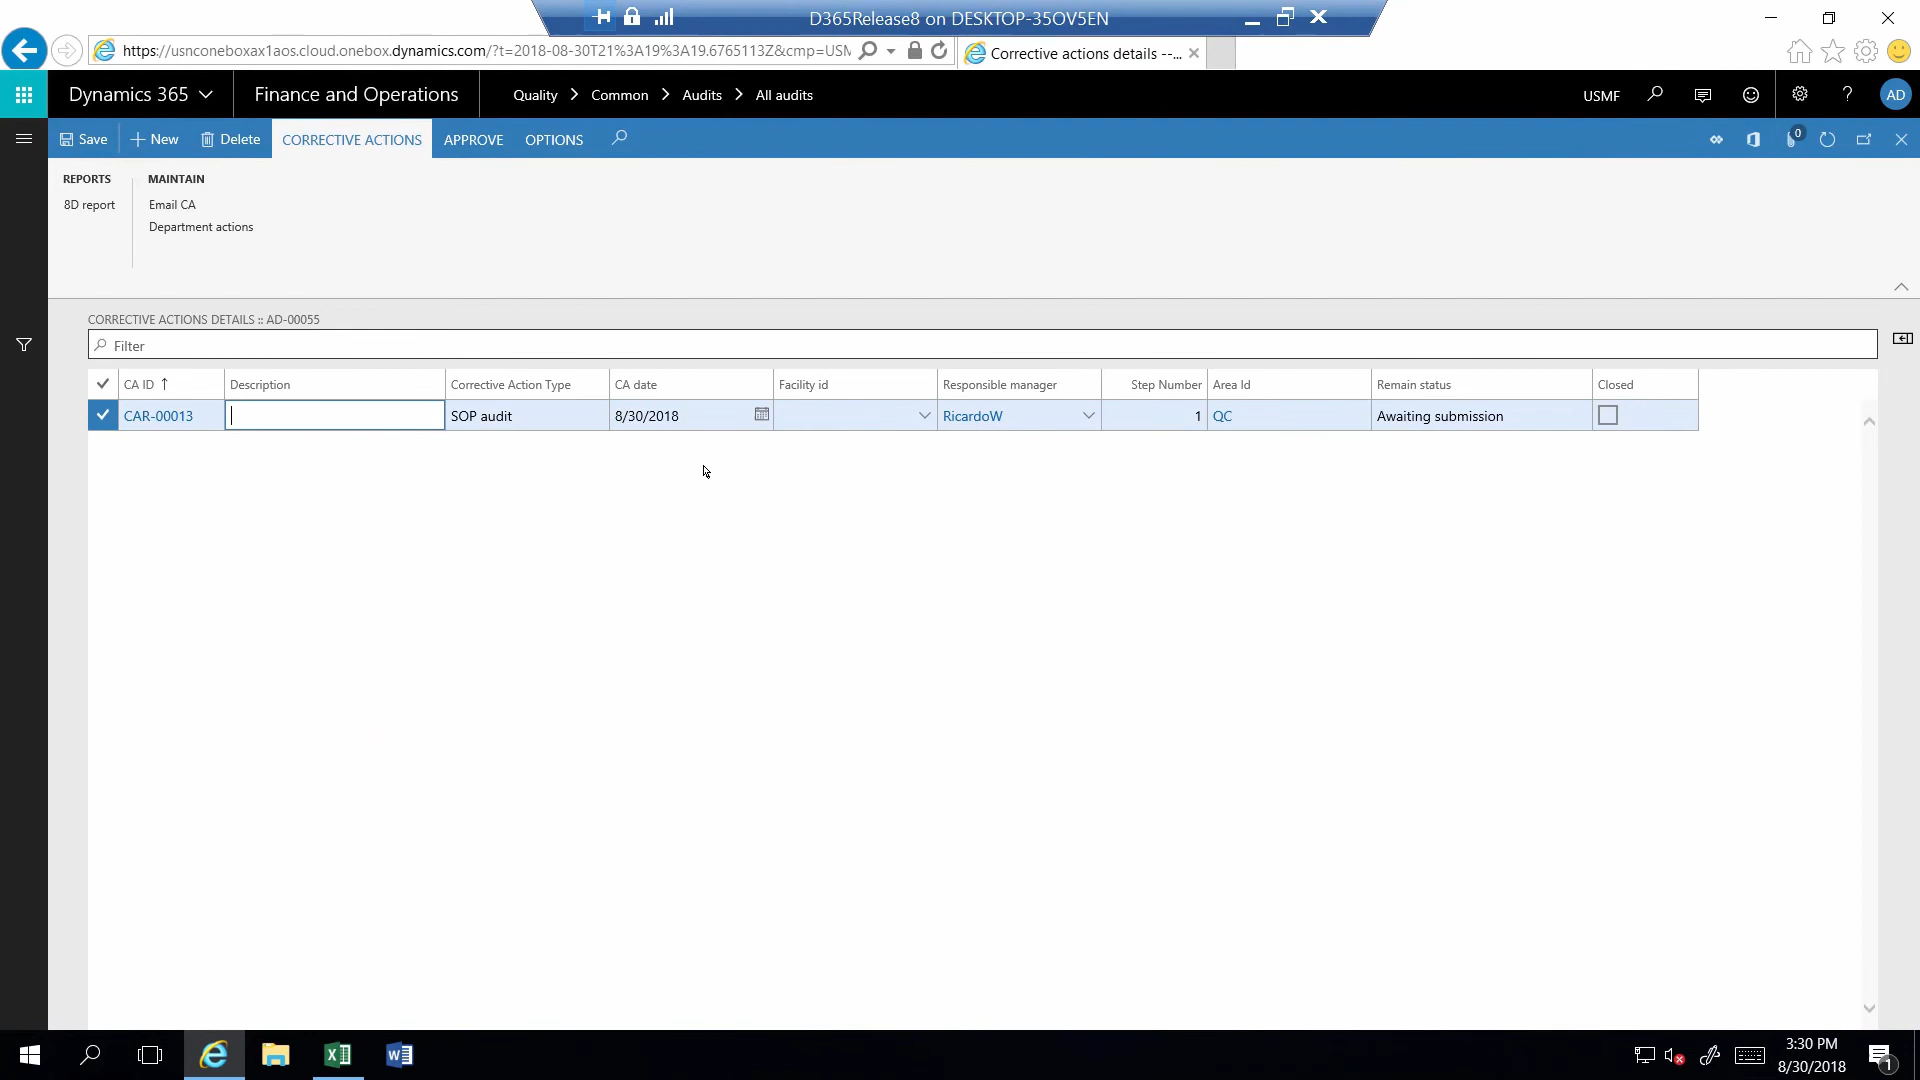 D365Release8 on DESKTOP-35OV5EN
https://usnconeboxax1aos.cloud.onebox.dynamics.com/?t=2018-08-30T21%3A19%3A19.6765113Z&cmp=USM
Corrective actions details --...
Dynamics 365
Finance and Operations
Quality > Common > Audits > All audits
USMF
?
AD
Save
New
Delete
CORRECTIVE ACTIONS
APPROVE
OPTIONS
0
REPORTS
8D report
MAINTAIN
Email CA
Department actions
CORRECTIVE ACTIONS DETAILS :: AD-00055
Filter
CA ID ↑ Description Corrective Action Type CA date Facility id Responsible manager Step Number Area Id Remain status Closed
CAR-00013 SOP audit 8/30/2018 RicardoW 1 QC Awaiting submission
3:30 PM
8/30/2018
1